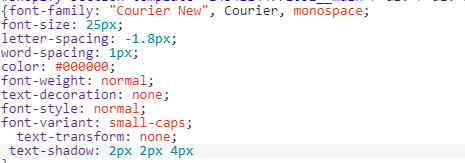 {font-family: "Courier New", Courier, monospace;
font-size: 25px;
letter-spacing: -1.8px;
word-spacing: 1px;
color: #000000;
font-weight: normal;
text-decoration: none;
font-style: normal;
font-variant: small-caps;
text-transform: none;
text-shadow: 2px 2px 4px